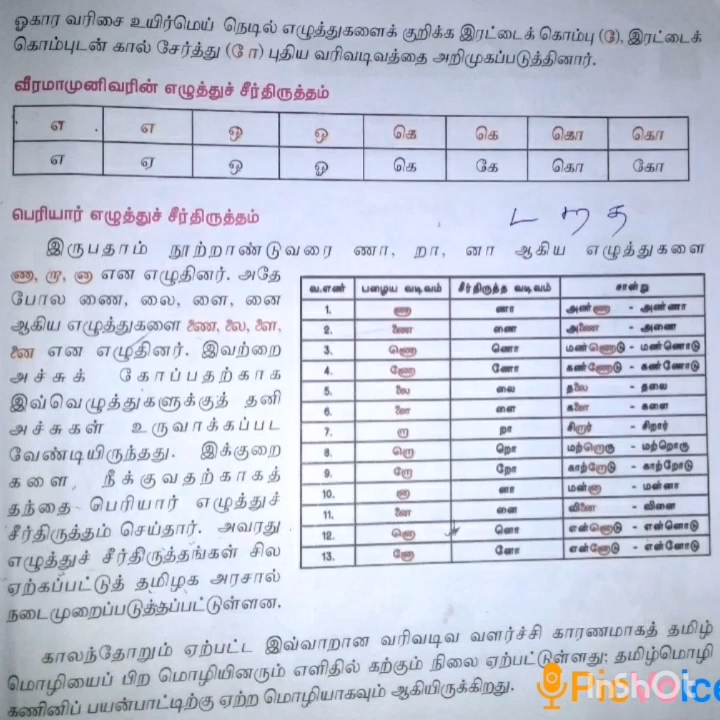 ஓகார வரிசை உயிர்மெய் நெடில் எழுத்துகளைக் குறிக்க இரட்டைக் கொம்பு (ே), இரட்டைக்
கொம்புடன் கால் சேர்த்து (ோ) புதிய வரிவடிவத்தை அறிமுகப்படுத்தினார்.
வீரமாமுனிவரின் எழுத்துச் சீர்திருத்தம்
எ எ ஒ ஒ கெ கெ கொ கொ
எ ஏ ஒ ஓ கெ கே கொ கோ
பெரியார் எழுத்துச் சீர்திருத்தம்
ட ற த
இருபதாம் நூற்றாண்டுவரை ணா, றா, னா ஆகிய எழுத்துகளை
என எழுதினர். அதே
போல ணை, லை, ளை, னை
ஆகிய எழுத்துகளை
என எழுதினர். இவற்றை
அச்சுக் கோப்பதற்காக
இவ்வெழுத்துகளுக்குத் தனி
அச்சுகள் உருவாக்கப்பட
வேண்டியிருந்தது. இக்குறை
களை நீக்குவதற்காகத்
தந்தை பெரியார் எழுத்துச்
சீர்திருத்தம் செய்தார். அவரது
எழுத்துச் சீர்திருத்தங்கள் சில
ஏற்கப்பட்டுத் தமிழக அரசால்
நடைமுறைப்படுத்தப்பட்டுள்ளன.
வ.எண் பழைய வடிவம் சீர்திருத்த வடிவம் சான்று
1. ணா - அண்ணா
2. ணை - அணை
3. ணொ - மண்ணொடு
4. ணோ - கண்ணோடு
5. லை - தலை
6. ளை - களை
7. றா - சிறார்
8. றொ - மற்றொரு
9. றோ - காற்றோடு
10. னா - மன்னா
11. னை - வினை
12. னொ - என்னொடு
13. னோ - என்னோடு
காலந்தோறும் ஏற்பட்ட இவ்வாறான வரிவடிவ வளர்ச்சி காரணமாகத் தமிழ்
மொழியைப் பிற மொழியினரும் எளிதில் கற்கும் நிலை ஏற்பட்டுள்ளது; தமிழ்மொழி
கணினிப் பயன்பாட்டிற்கு ஏற்ற மொழியாகவும் ஆகியிருக்கிறது.